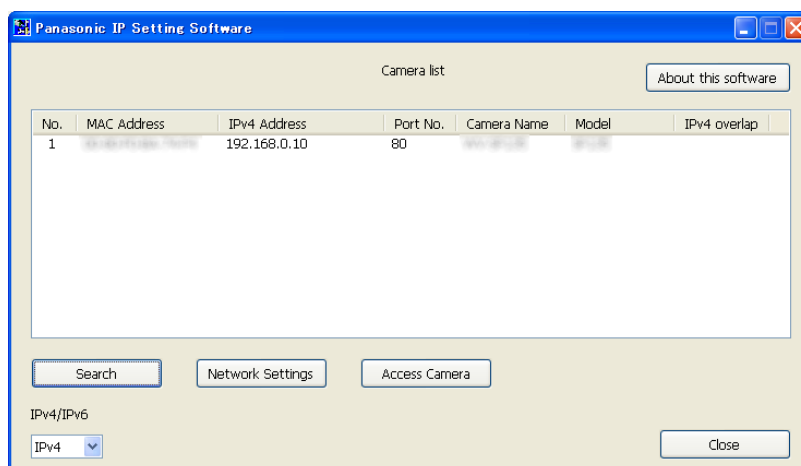 Panasonic IP Setting Software
Camera list
About this software
No. MAC Address IPv4 Address Port No. Camera Name Model IPv4 overlap
1 192.168.0.10 80
Search Network Settings Access Camera
IPv4/IPv6
IPv4
Close